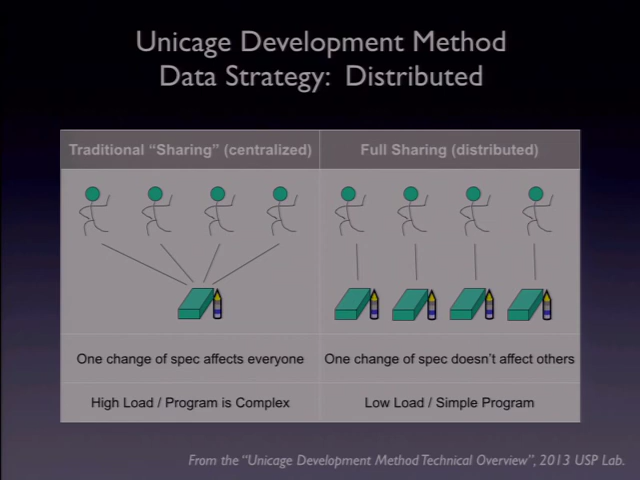 Unicage Development Method
Data Strategy: Distributed
Traditional “Sharing” (centralized)
Full Sharing (distributed)
One change of spec affects everyone
One change of spec doesn't affect others
High Load / Program is Complex
Low Load / Simple Program
From the “Unicage Development Method Technical Overview”, 2013 USP Lab.